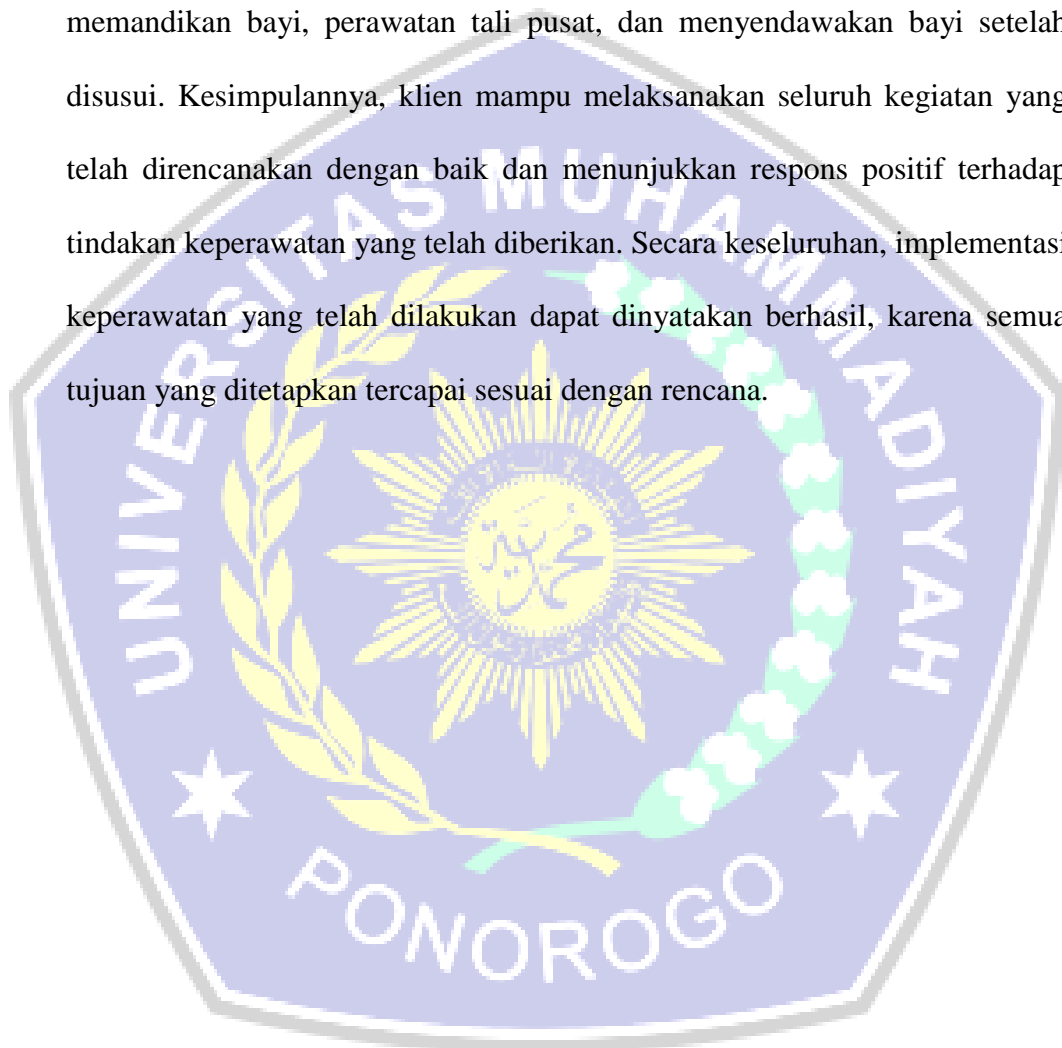 memandikan bayi, perawatan tali pusat, dan menyendawakan bayi setelah
disusui. Kesimpulannya, klien mampu melaksanakan seluruh kegiatan yang
telah direncanakan dengan baik dan menunjukkan respons positif terhadap
tindakan keperawatan yang telah diberikan. Secara keseluruhan, implementasi
keperawatan yang telah dilakukan dapat dinyatakan berhasil, karena semua
tujuan yang ditetapkan tercapai sesuai dengan rencana.
UNIVERSITAS MUHAMMADIYAH
PONOROGO